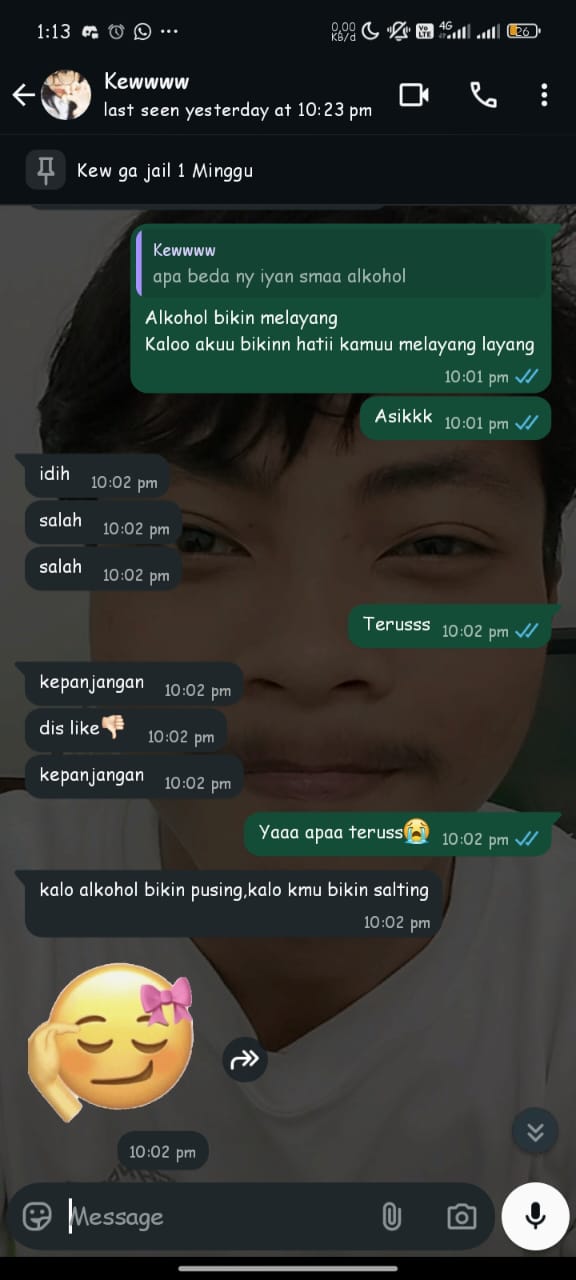 1:13
0,00
KB/d
Vo
LTE
4G
26
Kewwww
last seen yesterday at 10:23 pm
Kew ga jail 1 Minggu
Kewwww
apa beda ny iyan smaa alkohol
Alkohol bikin melayang
Kaloo akuu bikinn hatii kamuu melayang layang
10:01 pm
Asikkk 10:01 pm
idih 10:02 pm
salah 10:02 pm
salah 10:02 pm
Terusss 10:02 pm
kepanjangan 10:02 pm
dis like👎🏻 10:02 pm
kepanjangan 10:02 pm
Yaaa apaa teruss😭 10:02 pm
kalo alkohol bikin pusing,kalo kmu bikin salting
10:02 pm
10:02 pm
Message